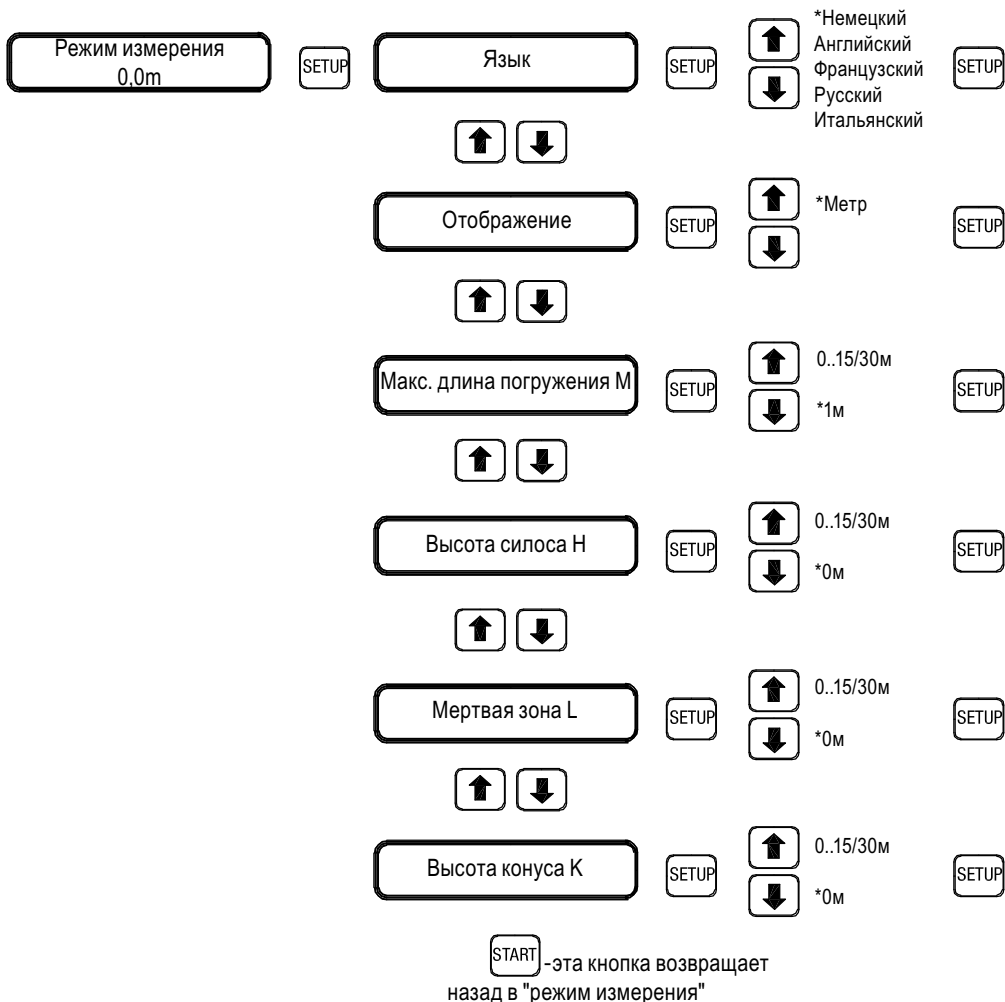 Режим измерения
0,0m
SETUP
Язык
SETUP
*Немецкий
Английский
Французский
Русский
Итальянский
SETUP
Отображение
SETUP
*Метр
SETUP
Макс. длина погружения M
SETUP
0..15/30м
*1м
SETUP
Высота силоса H
SETUP
0..15/30м
*0м
SETUP
Мертвая зона L
SETUP
0..15/30м
*0м
SETUP
Высота конуса K
SETUP
0..15/30м
*0м
SETUP
START -эта кнопка возвращает
назад в "режим измерения"